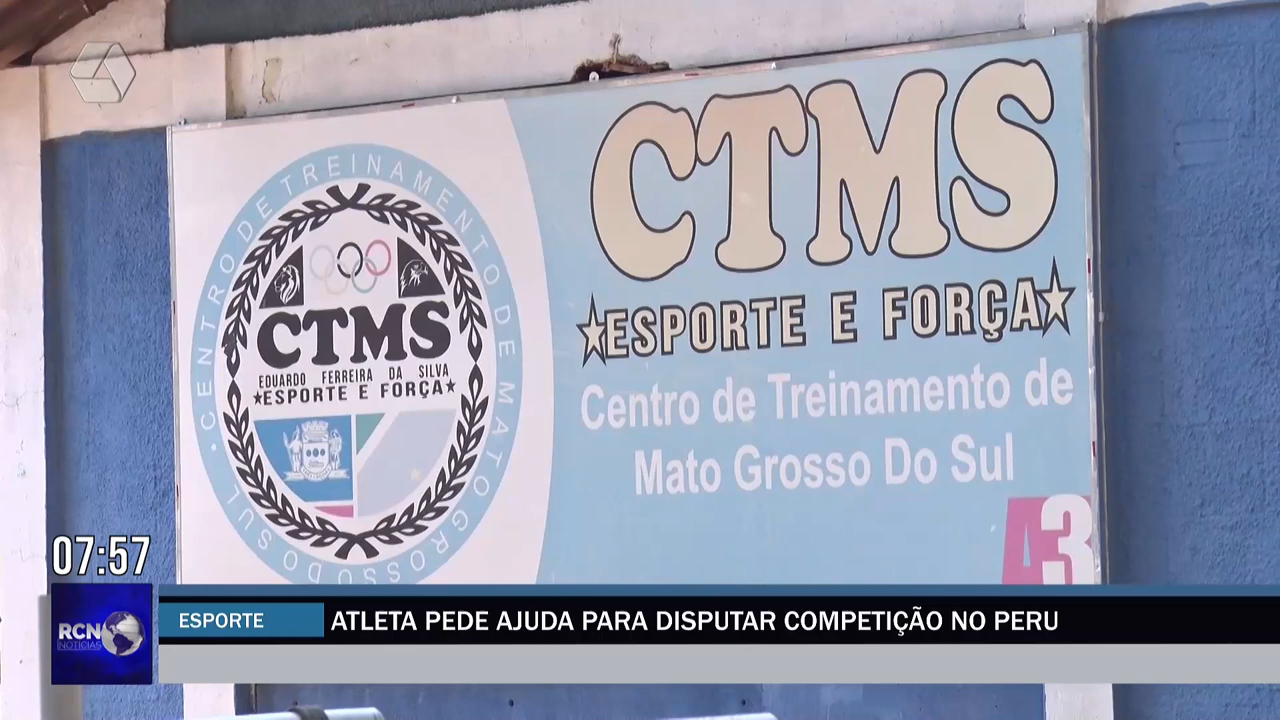 CTMS
ESPORTE E FORÇA
Centro de Treinamento de
Mato Grosso Do Sul
A3
• CENTRO DE TREINAMENTO DE MATO GROSSO DO SUL
CTMS
EDUARDO FERREIRA DA SILVA
ESPORTE E FORÇA
07:57
RCN
NOTÍCIAS
ESPORTE
ATLETA PEDE AJUDA PARA DISPUTAR COMPETIÇÃO NO PERU